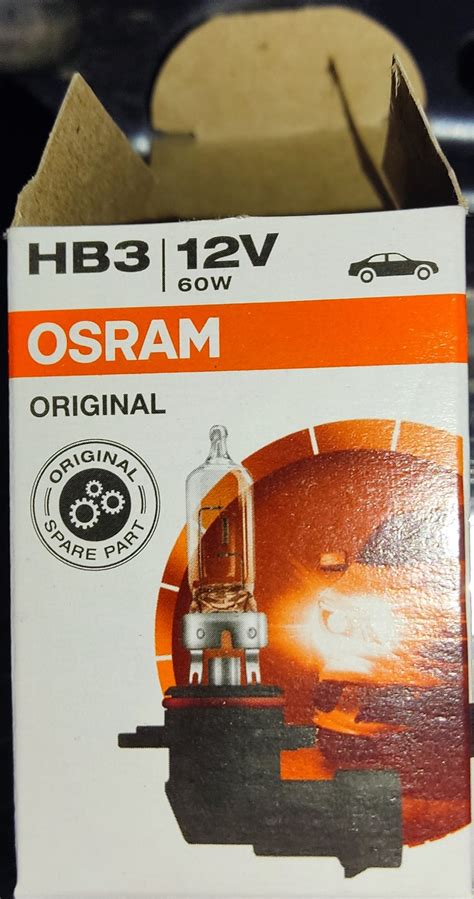 HB3 12V
60W
OSRAM
ORIGINAL
ORIGINAL
SPARE PART